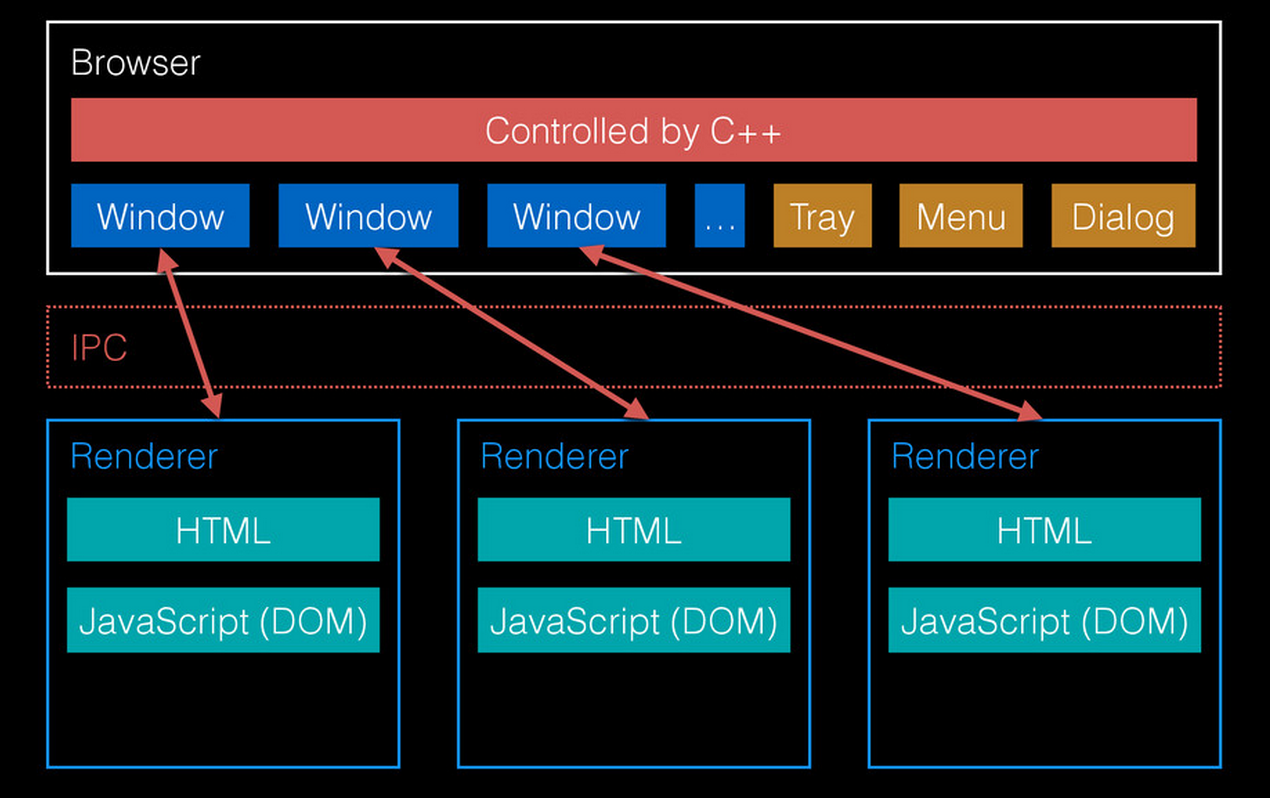 Browser
Controlled by C++
Window Window Window ... Tray Menu Dialog
IPC
Renderer Renderer Renderer
HTML HTML HTML
JavaScript (DOM) JavaScript (DOM) JavaScript (DOM)